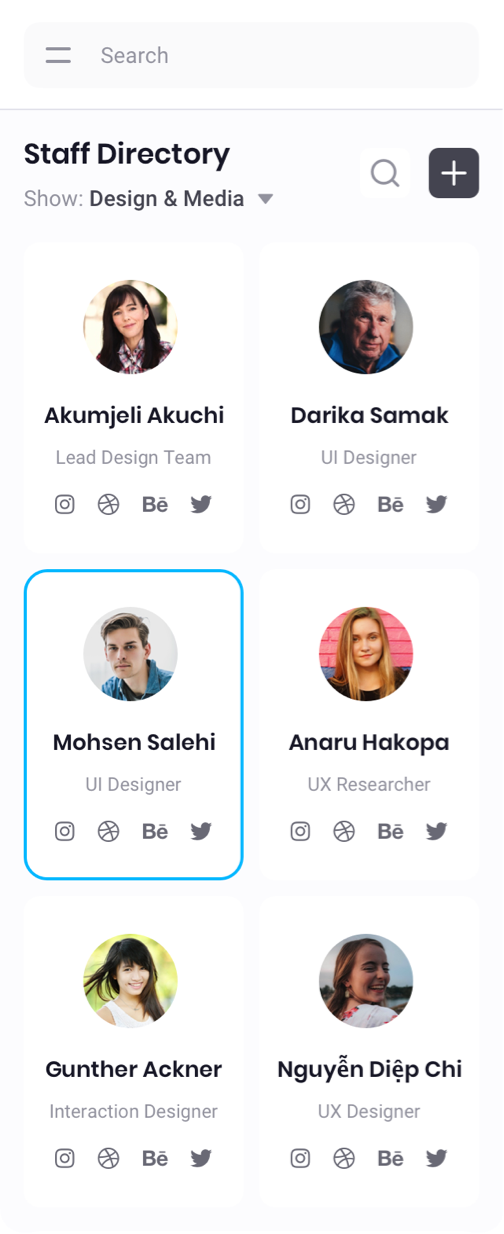 Search
Staff Directory
Show: Design & Media
Akumjeli Akuchi
Lead Design Team
Bē
Darika Samak
UI Designer
Bē
Mohsen Salehi
UI Designer
Bē
Anaru Hakopa
UX Researcher
Bē
Gunther Ackner
Interaction Designer
Bē
Nguyễn Diệp Chi
UX Designer
Bē